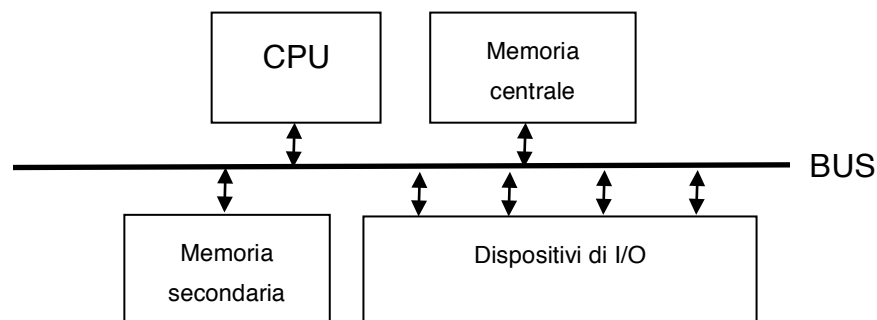 CPU
Memoria
centrale
BUS
Memoria
secondaria
Dispositivi di I/O